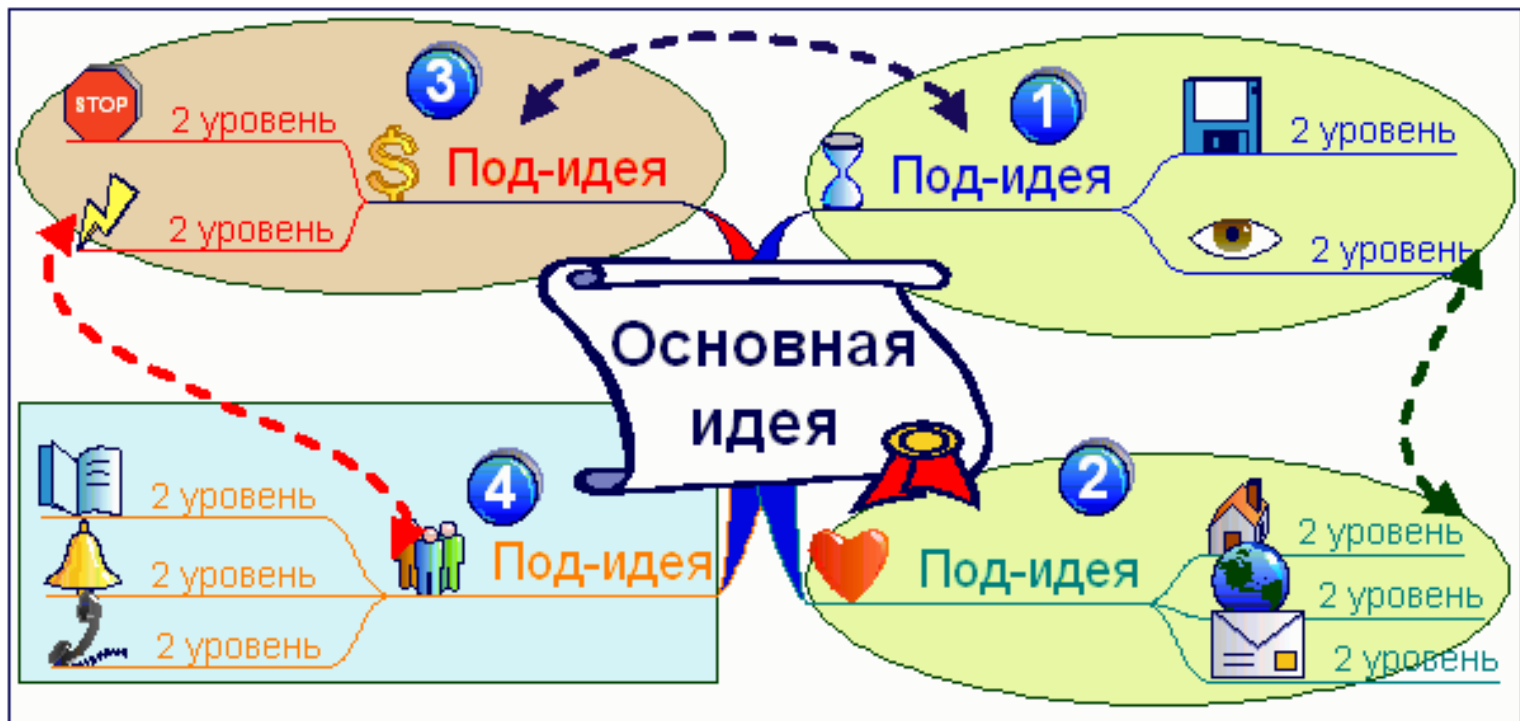 Основная
идея
1
Под-идея
2 уровень
2 уровень
2
Под-идея
2 уровень
2 уровень
2 уровень
3
Под-идея
STOP
2 уровень
2 уровень
4
Под-идея
2 уровень
2 уровень
2 уровень